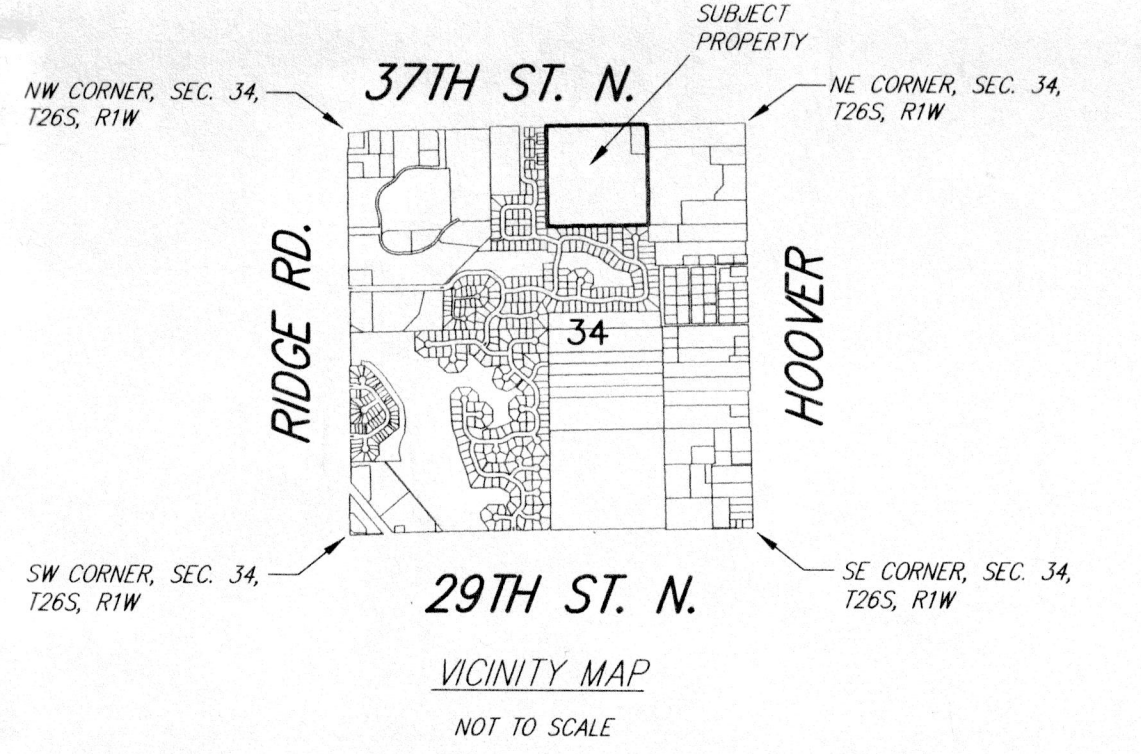 SUBJECT
PROPERTY
37TH ST. N.
NW CORNER, SEC. 34,
T26S, R1W
NE CORNER, SEC. 34,
T26S, R1W
RIDGE RD.
34
HOOVER
SW CORNER, SEC. 34,
T26S, R1W
SE CORNER, SEC. 34,
T26S, R1W
29TH ST. N.
VICINITY MAP
NOT TO SCALE